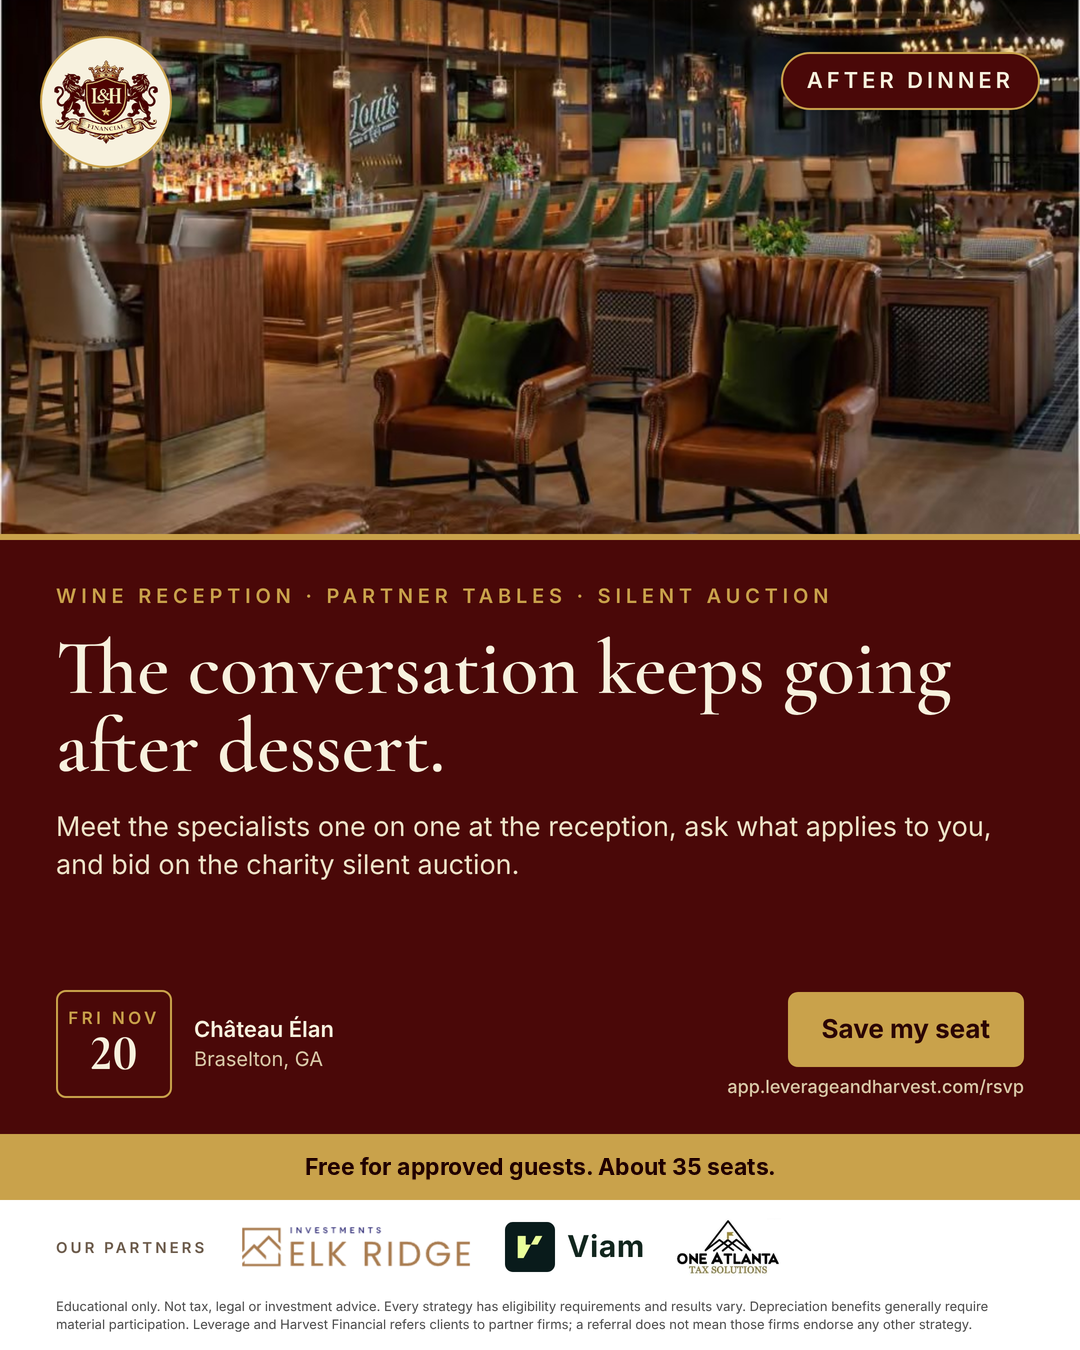 L&H
FINANCIAL
AFTER DINNER
Louis'
WINE RECEPTION · PARTNER TABLES · SILENT AUCTION
The conversation keeps going
after dessert.
Meet the specialists one on one at the reception, ask what applies to you,
and bid on the charity silent auction.
FRI NOV
20
Château Élan
Braselton, GA
Save my seat
app.leverageandharvest.com/rsvp
Free for approved guests. About 35 seats.
OUR PARTNERS
INVESTMENTS
ELK RIDGE
Viam
ONE ATLANTA
TAX SOLUTIONS
Educational only. Not tax, legal or investment advice. Every strategy has eligibility requirements and results vary. Depreciation benefits generally require
material participation. Leverage and Harvest Financial refers clients to partner firms; a referral does not mean those firms endorse any other strategy.